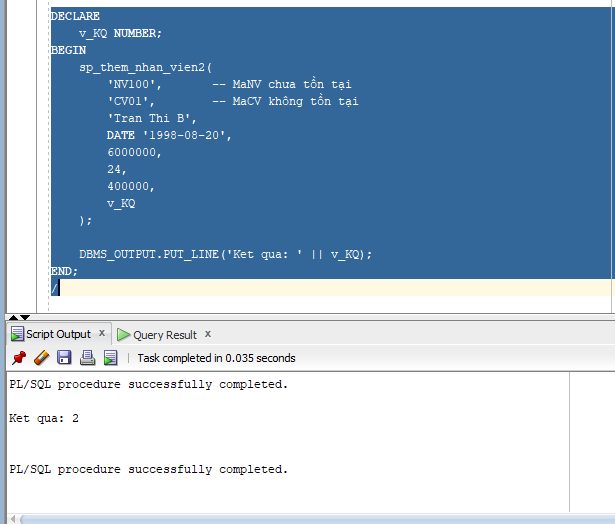 DECLARE
v_KQ NUMBER;
BEGIN
sp_them_nhan_vien2(
'NV100', -- MaNV chưa tồn tại
'CV01', -- MaCV không tồn tại
'Tran Thi B',
DATE '1998-08-20',
6000000,
24,
400000,
v_KQ
);
DBMS_OUTPUT.PUT_LINE('Ket qua: ' || v_KQ);
END;
/
Script Output x Query Result x
Task completed in 0.035 seconds
PL/SQL procedure successfully completed.
Ket qua: 2
PL/SQL procedure successfully completed.